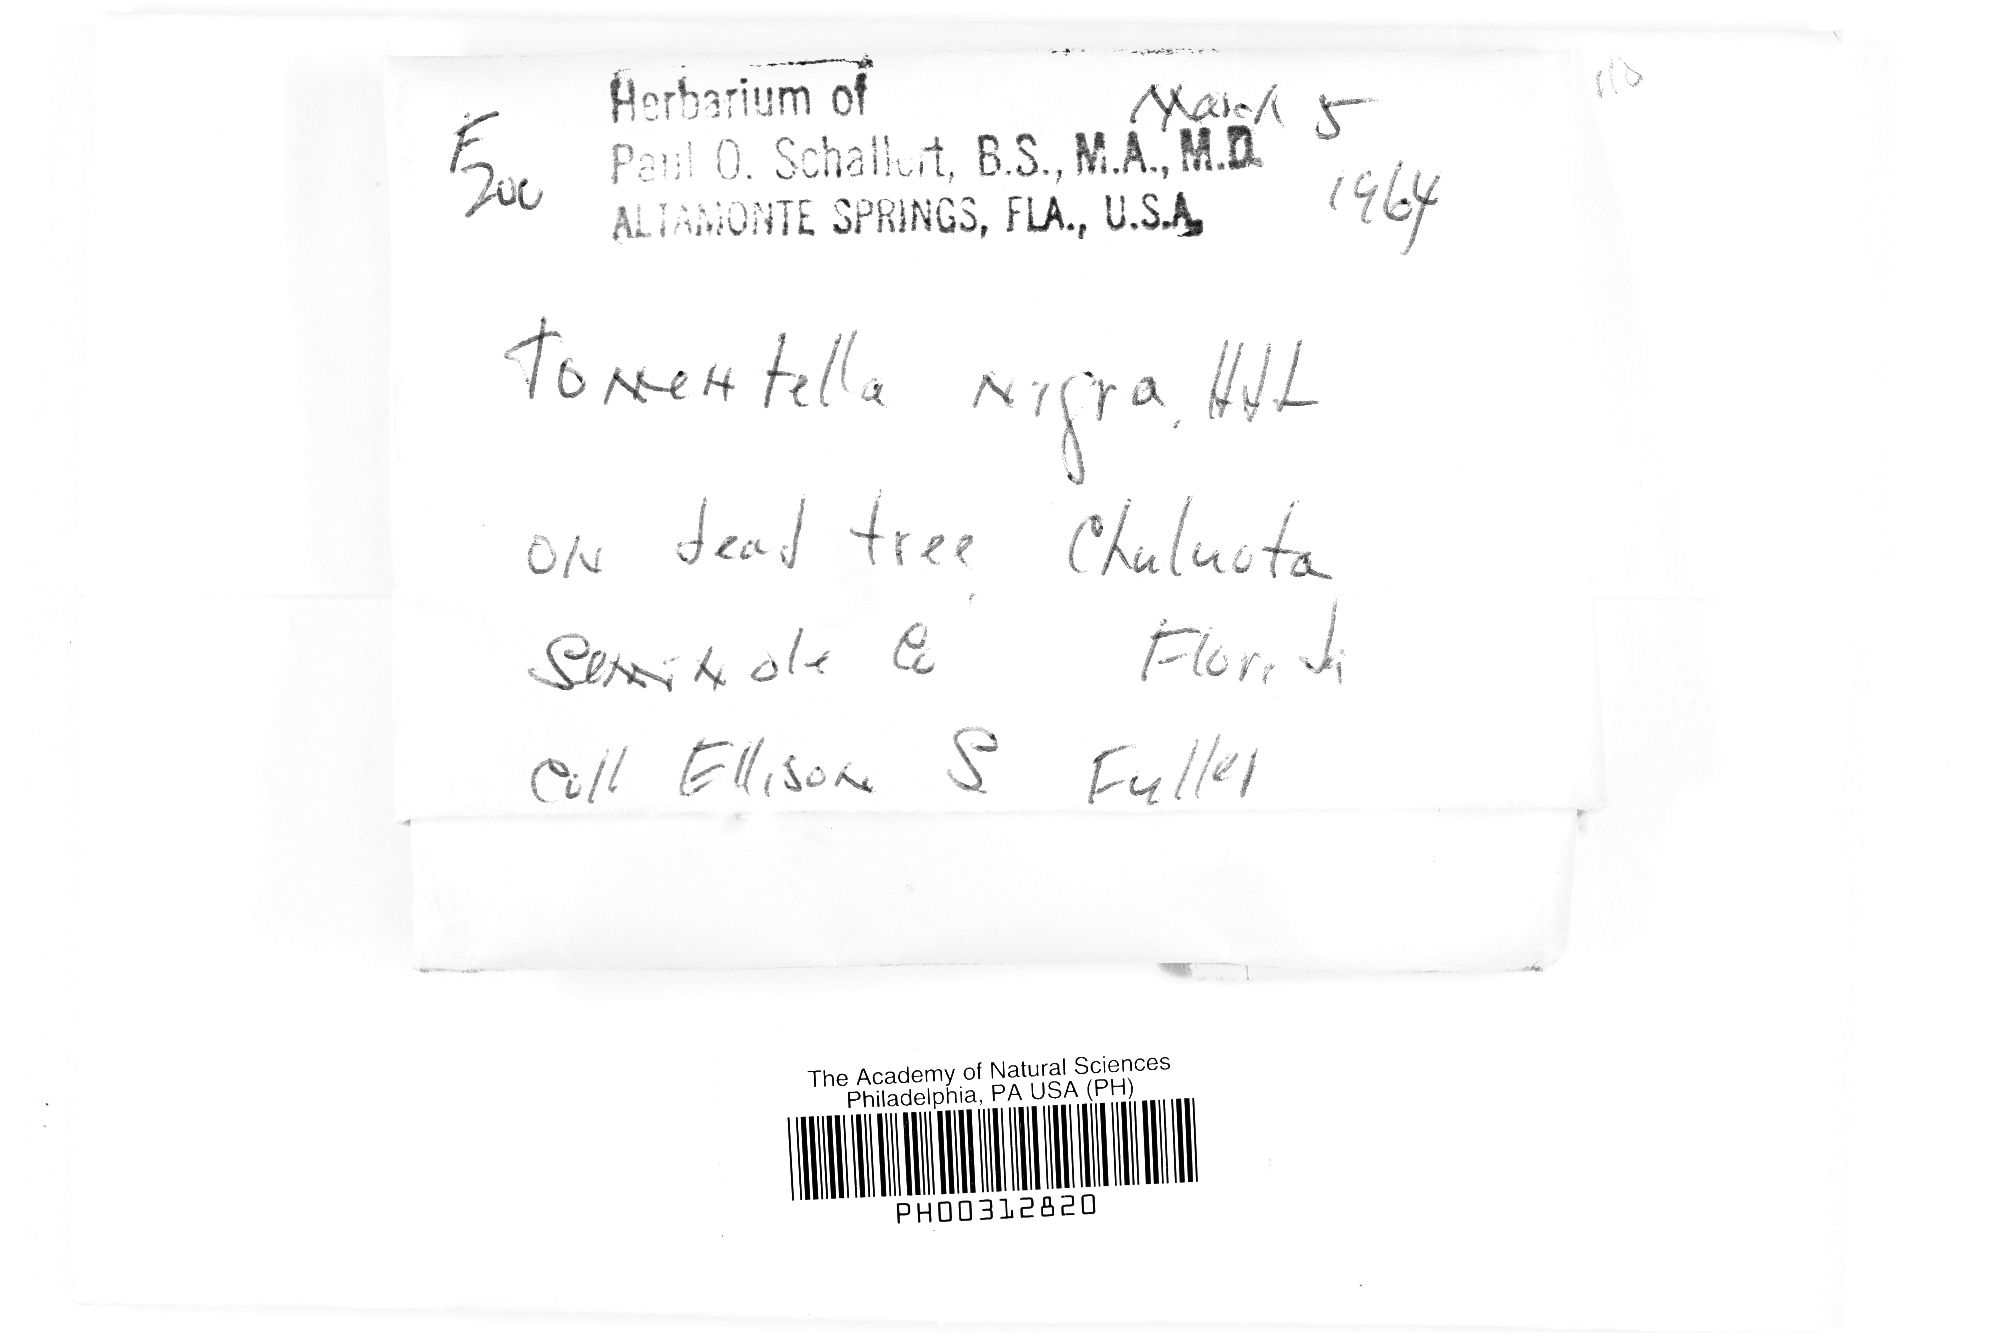 Herbarium of
March 5
F
200
Paul O. Schallert, B.S., M.A., M.D.
1964
ALTAMONTE SPRINGS, FLA., U.S.A.
Tomentella nigra. H&L
on dead tree Chuluota
Seminole Co Florida
Coll Ellison S Fuller
The Academy of Natural Sciences
Philadelphia, PA USA (PH)
PH00312820